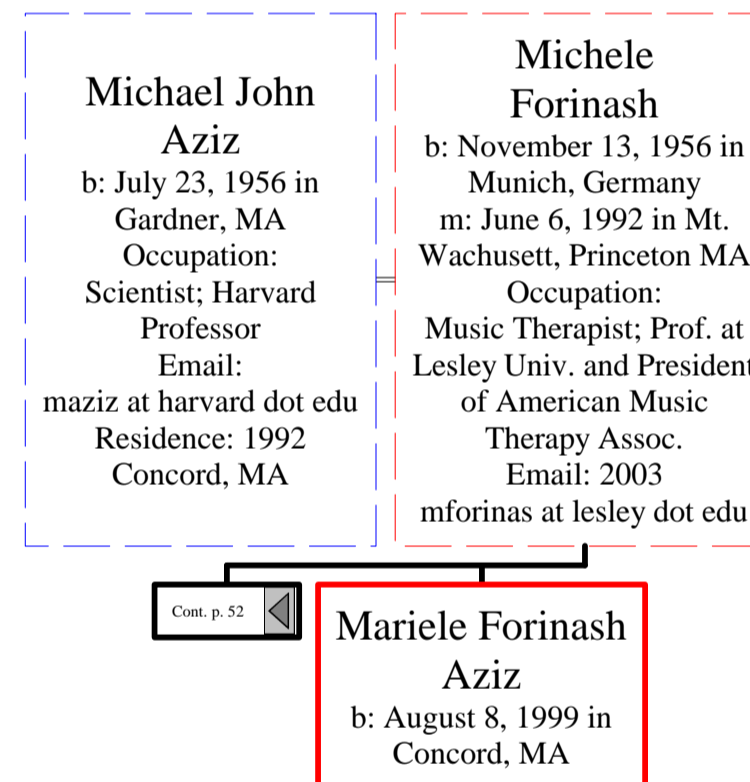 Michael John
Aziz
b: July 23, 1956 in
Gardner, MA
Occupation:
Scientist; Harvard
Professor
Email:
maziz at harvard dot edu
Residence: 1992
Concord, MA
Michele
Forinash
b: November 13, 1956 in
Munich, Germany
m: June 6, 1992 in Mt.
Wachusett, Princeton MA
Occupation:
Music Therapist; Prof. at
Lesley Univ. and President
of American Music
Therapy Assoc.
Email: 2003
mforinas at lesley dot edu
Cont. p. 52
Mariele Forinash
Aziz
b: August 8, 1999 in
Concord, MA